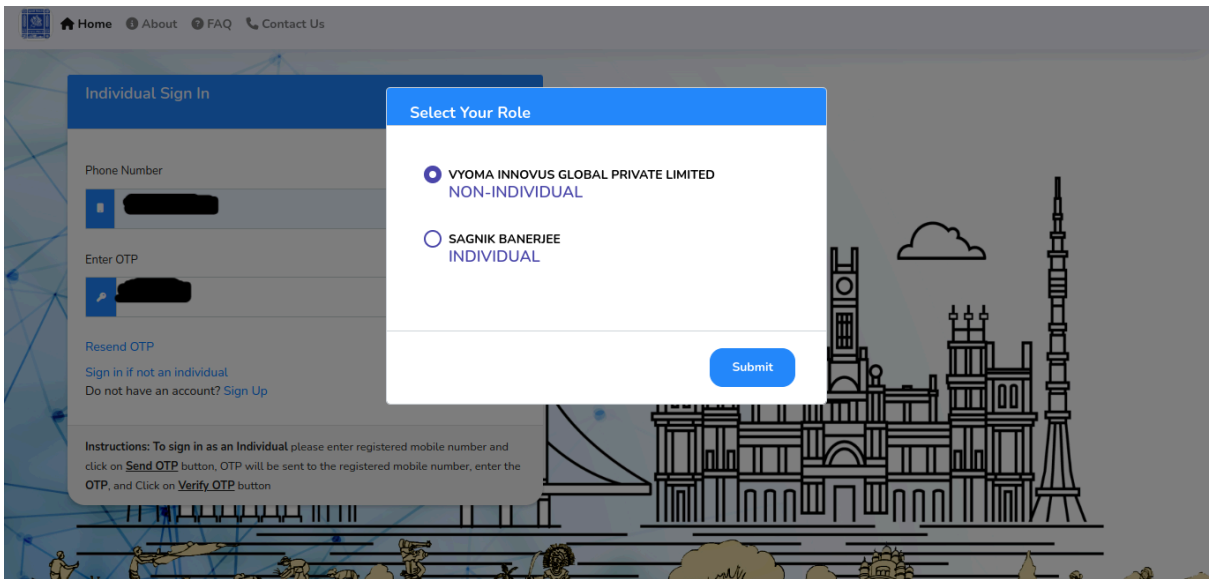 Home About FAQ Contact Us
Individual Sign In
Select Your Role
Phone Number
VYOMA INNOVUS GLOBAL PRIVATE LIMITED
NON-INDIVIDUAL
SAGNIK BANERJEE
INDIVIDUAL
Enter OTP
Resend OTP
Submit
Sign in if not an individual
Do not have an account? Sign Up
Instructions: To sign in as an Individual please enter registered mobile number and
click on Send OTP button, OTP will be sent to the registered mobile number, enter the
OTP, and Click on Verify OTP button